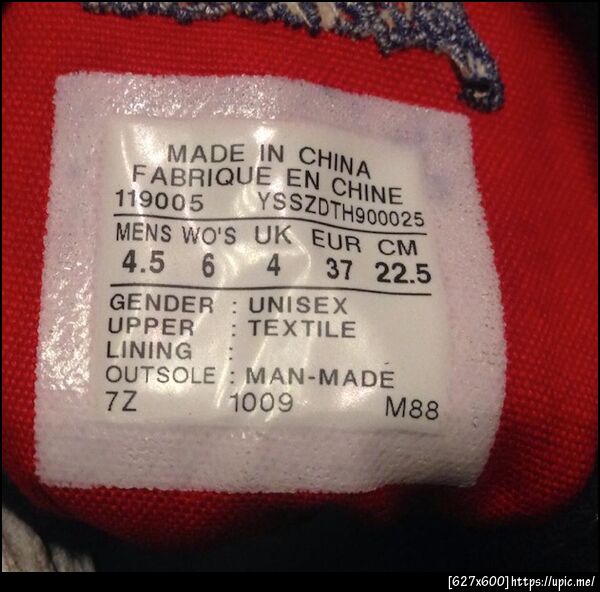 MADE IN CHINA
FABRIQUE EN CHINE
119005 YSSZDTH900025
MENS WO'S UK EUR CM
4.5 6 4 37 22.5
GENDER : UNISEX
UPPER : TEXTILE
LINING :
OUTSOLE : MAN-MADE
7Z 1009 M88
[627x600]https://upic.me/